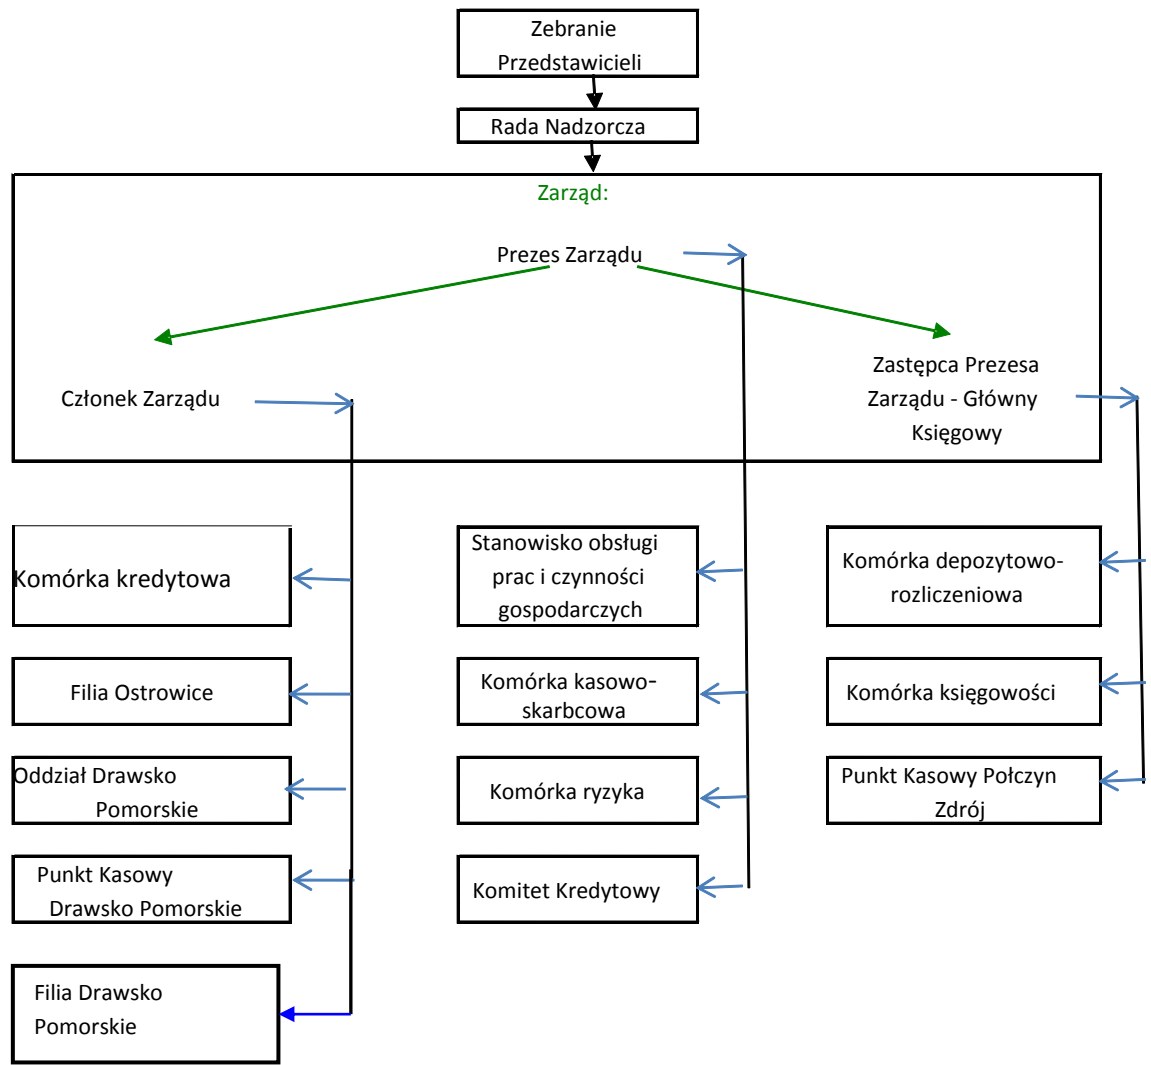 Zebranie
Przedstawicieli
Rada Nadzorcza
Zarząd:
Prezes Zarządu
Członek Zarządu
Zastępca Prezesa
Zarządu - Główny
Księgowy
Komórka kredytowa
Filia Ostrowice
Oddział Drawsko
Pomorskie
Punkt Kasowy
Drawsko Pomorskie
Filia Drawsko
Pomorskie
Stanowisko obsługi
prac i czynności
gospodarczych
Komórka kasowo-
skarbcowa
Komórka ryzyka
Komitet Kredytowy
Komórka depozytowo-
rozliczeniowa
Komórka księgowości
Punkt Kasowy Połczyn
Zdrój